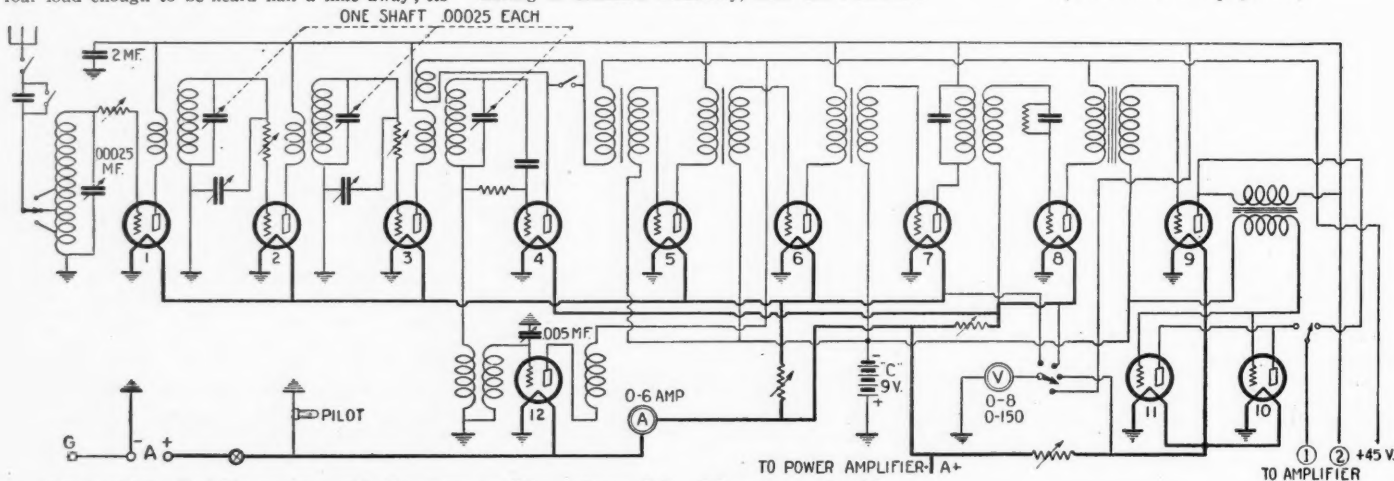 ONE SHAFT .00025 EACH
2 MF.
.00025
MF.
1 2 3 4 5 6 7 8 9
.005 MF.
12
0-6 AMP
A
"C"
9 V.
- +
V
0-8
0-150
11 10
PILOT
G - A +
TO POWER AMPLIFIER- A+
1 2 +45 V.
TO AMPLIFIER